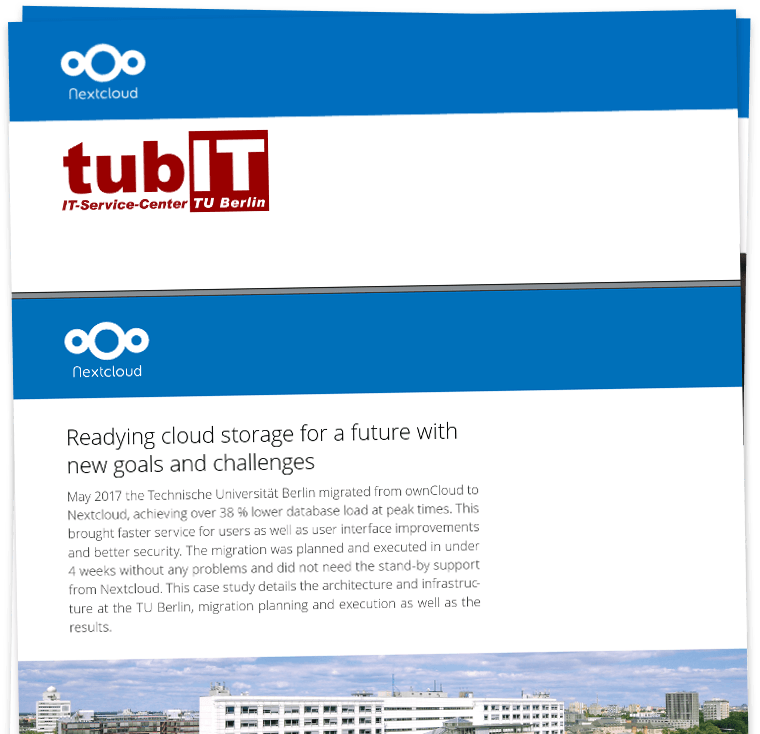 Nextcloud
tubIT
IT-Service-Center TU Berlin
Nextcloud
Readying cloud storage for a future with
new goals and challenges
May 2017 the Technische Universität Berlin migrated from ownCloud to
Nextcloud, achieving over 38 % lower database load at peak times. This
brought faster service for users as well as user interface improvements
and better security. The migration was planned and executed in under
4 weeks without any problems and did not need the stand-by support
from Nextcloud. This case study details the architecture and infrastruc-
ture at the TU Berlin, migration planning and execution as well as the
results.